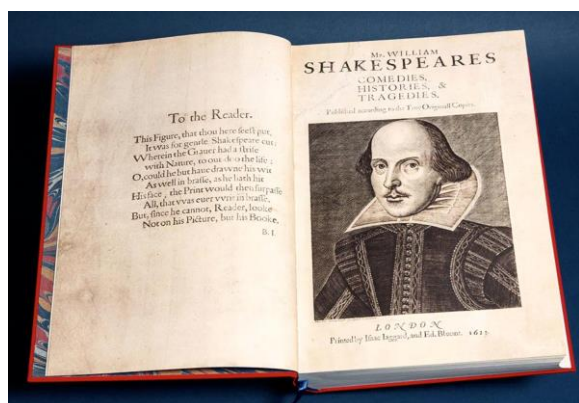 To the Reader.
This Figure, that thou here seest put,
It was for gentle Shakespeare cut;
Wherein the Grauer had a strife
with Nature, to out-doo the life :
O, could he but haue drawne his wit
As well in brasse, as he hath hit
His face , the Print would then surpasse
All, that vvas euer vvrit in brasse.
But, since he cannot, Reader, looke
Not on his Picture, but his Booke.
B. I.
Mr. WILLIAM
SHAKESPEARES
COMEDIES,
HISTORIES, &
TRAGEDIES.
Published according to the True Originall Copies.
LONDON
Printed by Isaac Iaggard, and Ed. Blount. 1623.